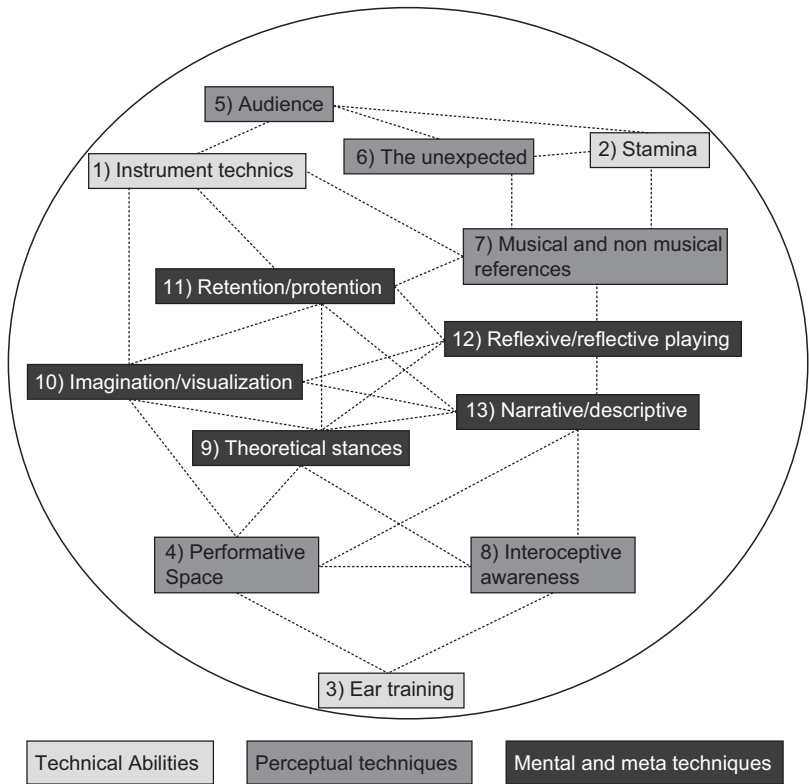 5) Audience
2) Stamina
6) The unexpected
1) Instrument technics
7) Musical and non musical
references
11) Retention/protention
12) Reflexive/reflective playing
10) Imagination/visualization
13) Narrative/descriptive
9) Theoretical stances
4) Performative
Space
8) Interoceptive
awareness
3) Ear training
Technical Abilities
Perceptual techniques
Mental and meta techniques